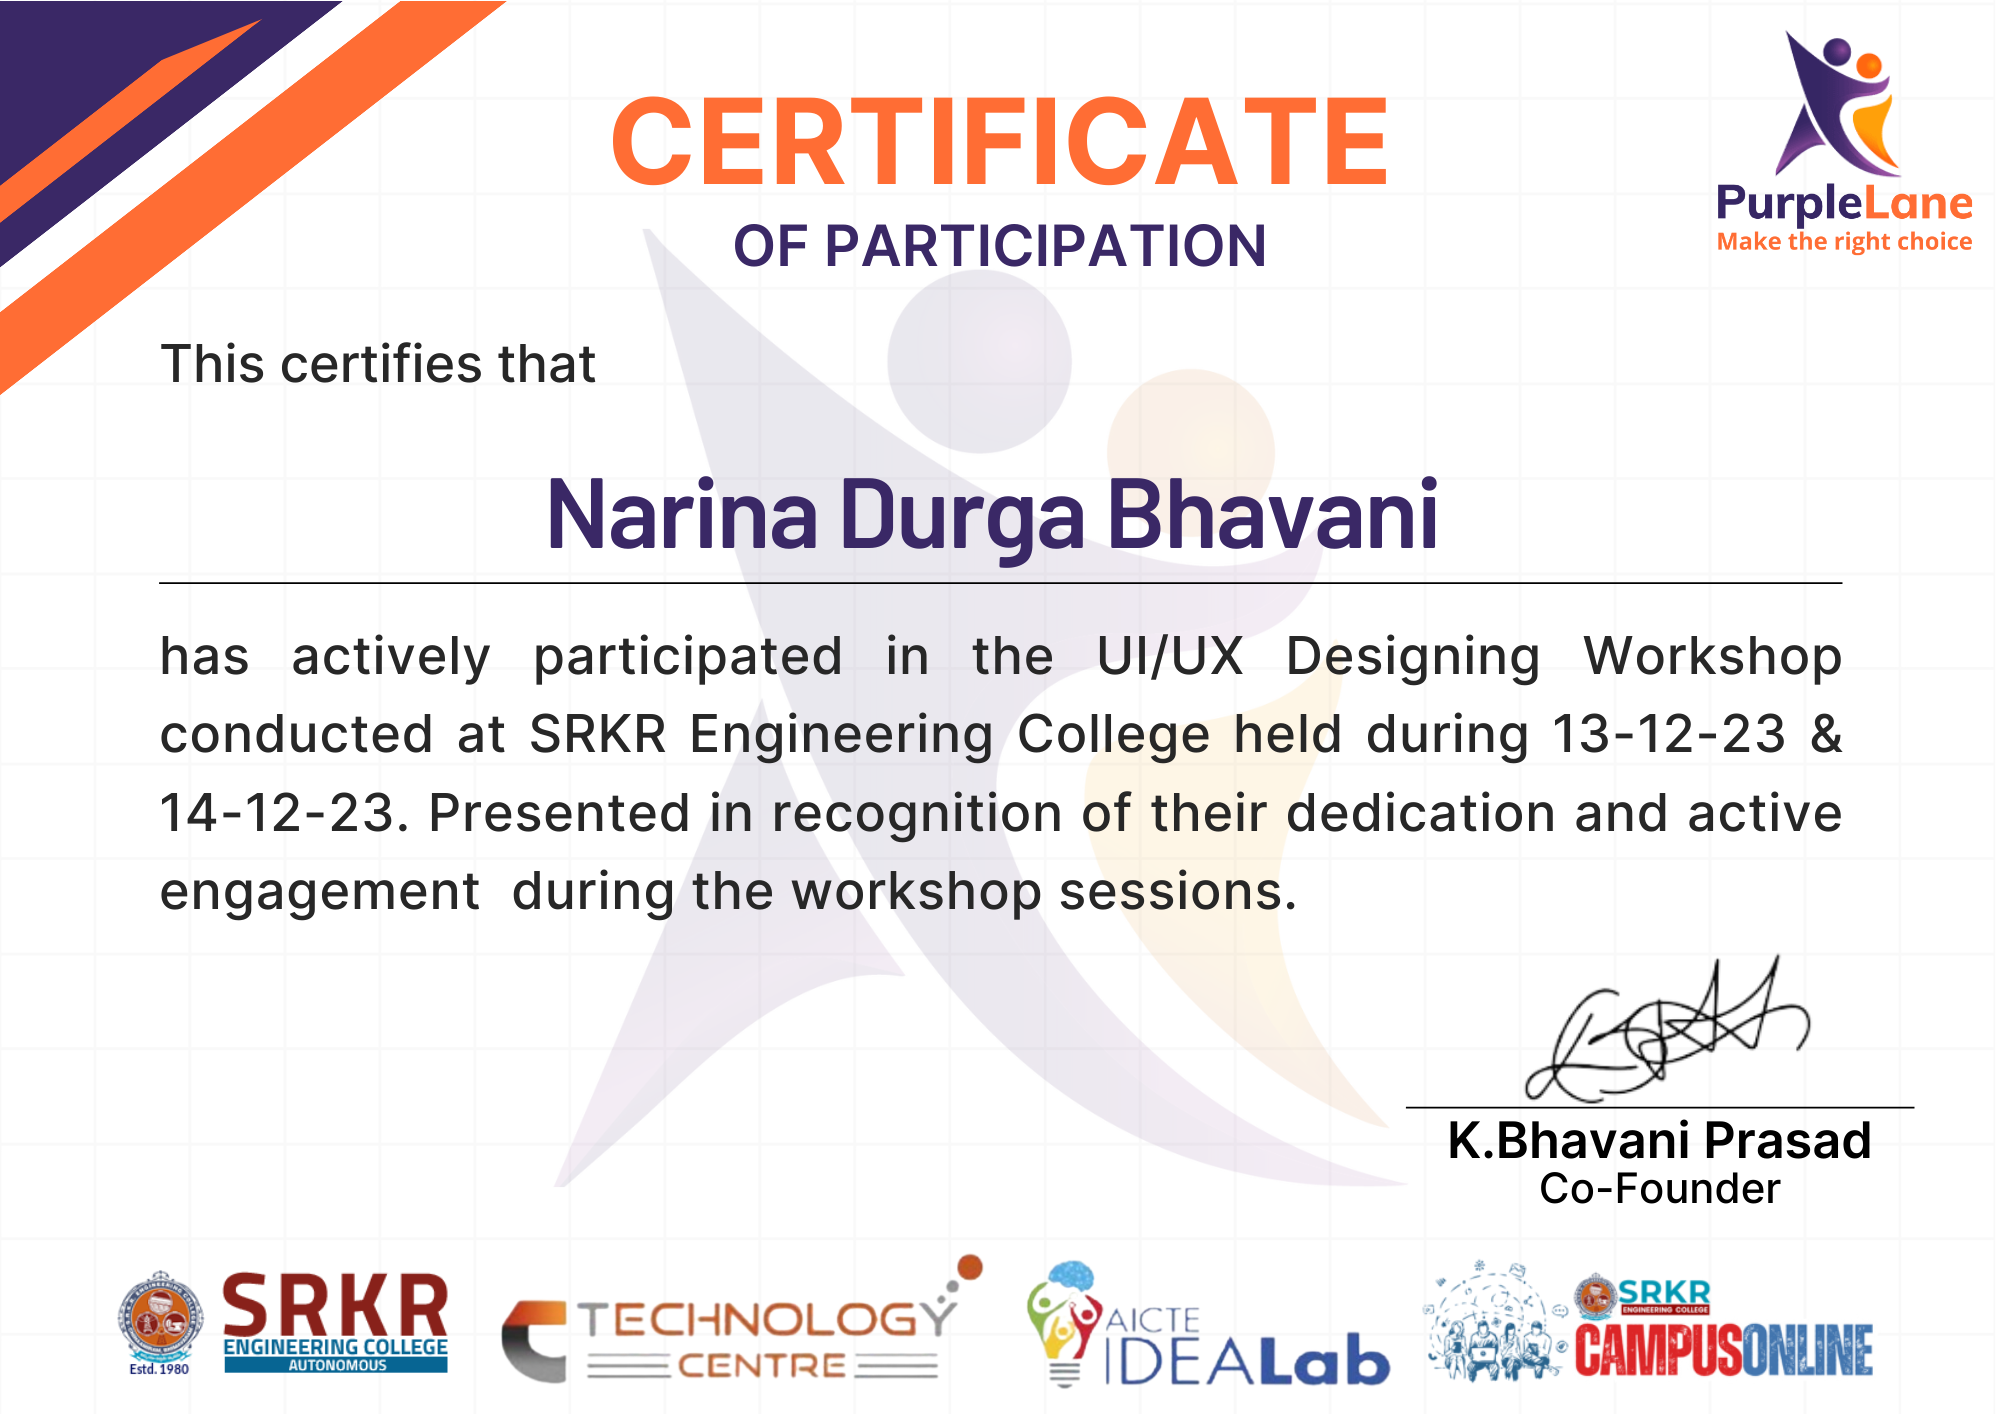 CERTIFICATE
OF PARTICIPATION
PurpleLane
Make the right choice
This certifies that
Narina Durga Bhavani
has actively participated in the UI/UX Designing Workshop
conducted at SRKR Engineering College held during 13-12-23 &
14-12-23. Presented in recognition of their dedication and active
engagement during the workshop sessions.
K.Bhavani Prasad
Co-Founder
Estd. 1980
SRKR
ENGINEERING COLLEGE
AUTONOMOUS
TECHNOLOGY
CENTRE
AICTE
IDEALab
SRKR
ENGINEERING COLLEGE
CAMPUSONLINE